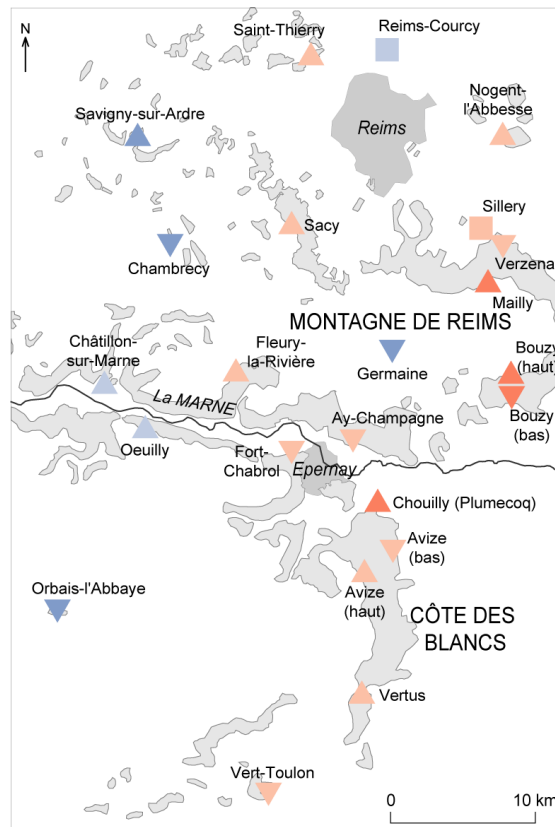 N
Saint-Thierry
Reims-Courcy
Nogent-
l'Abbesse
Savigny-sur-Ardre
Reims
Sacy
Sillery
Verzena
Chambrecy
Mailly
MONTAGNE DE REIMS
Châtillon-
sur-Marne
Fleury-
la-Rivière
Germaine
Bouzy
(haut)
La MARNE
Bouzy
(bas)
Ay-Champagne
Oeuilly
Fort-
Chabrol
Epernay
Chouilly (Plumecoq)
Avize
(bas)
Orbais-l'Abbaye
Avize
(haut)
CÔTE DES
BLANCS
Vertus
Vert-Toulon
0
10 km